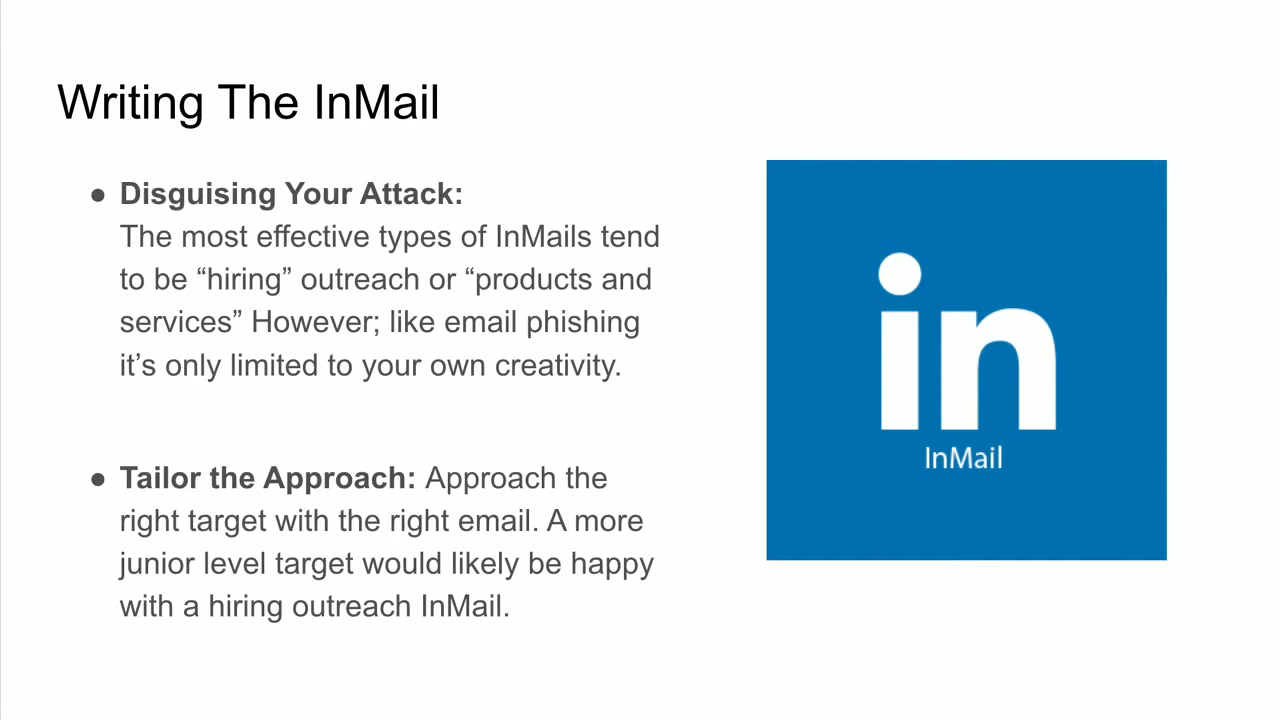 Writing The InMail
● Disguising Your Attack:
The most effective types of InMails tend
to be “hiring” outreach or “products and
services” However; like email phishing
it’s only limited to your own creativity.
● Tailor the Approach: Approach the
right target with the right email. A more
junior level target would likely be happy
with a hiring outreach InMail.
in
InMail